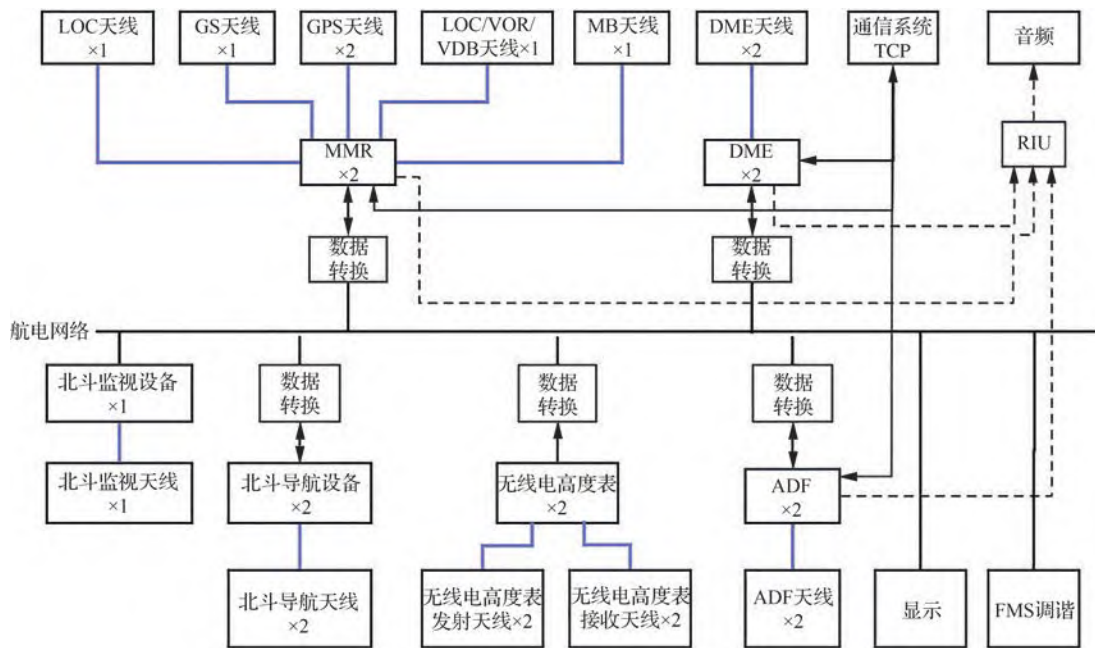 LOC天线
×1
GS天线
×1
GPS天线
×2
LOC/VOR/
VDB天线×1
MB天线
×1
DME天线
×2
通信系统
TCP
音频
MMR
×2
DME
×2
RIU
数据
转换
数据
转换
航电网络
北斗监视设备
×1
数据
转换
数据
转换
数据
转换
北斗监视天线
×1
北斗导航设备
×2
无线电高度表
×2
ADF
×2
北斗导航天线
×2
无线电高度表
发射天线×2
无线电高度表
接收天线×2
ADF天线
×2
显示
FMS调谐